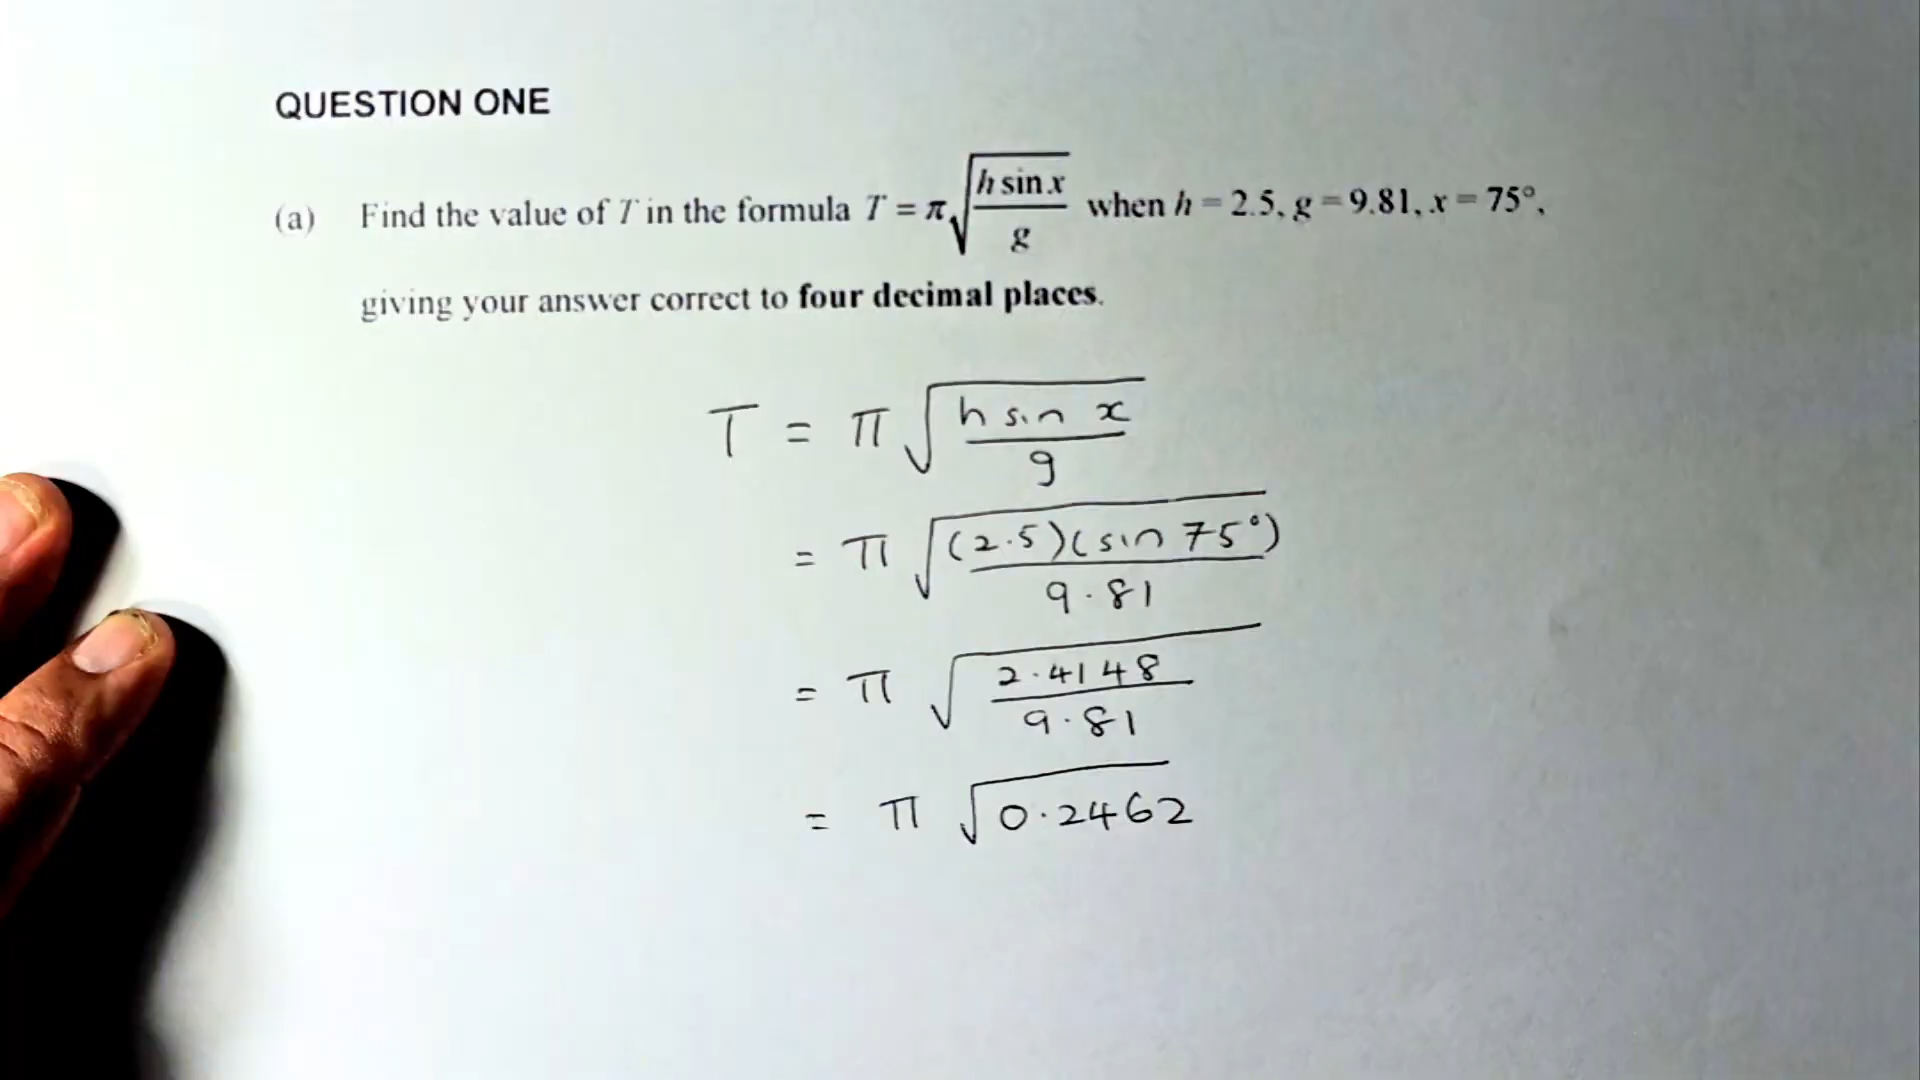 QUESTION ONE
(a) Find the value of T in the formula T = π√(h sin x / g) when h = 2.5, g = 9.81, x = 75°,
giving your answer correct to four decimal places.
T = π√(h sin x / g)
= π√((2.5)(sin 75°) / 9.81)
= π√(2.4148 / 9.81)
= π√0.2462